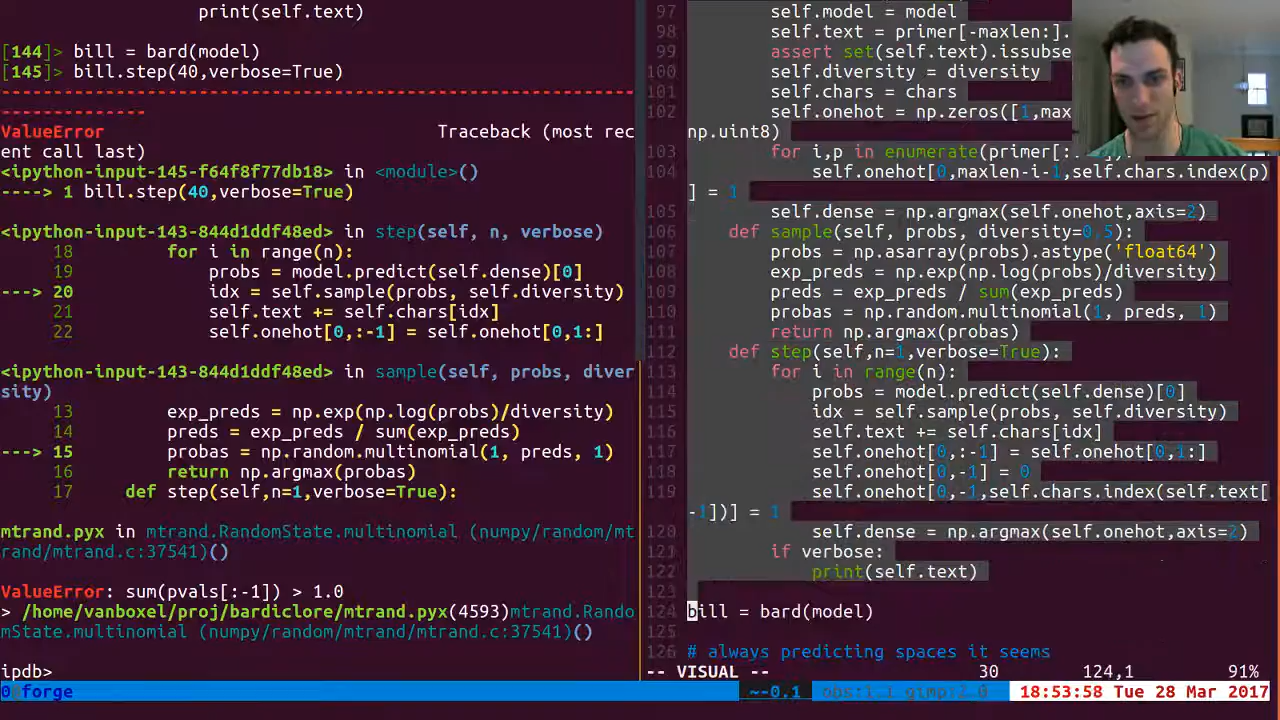 print(self.text)
[144]> bill = bard(model)
[145]> bill.step(40,verbose=True)
---------------------------------------------------------------------------
ValueError                                Traceback (most rec
ent call last)
<ipython-input-145-f64f8f77db18> in <module>()
----> 1 bill.step(40,verbose=True)
<ipython-input-143-844d1ddf48ed> in step(self, n, verbose)
18         for i in range(n):
19             probs = model.predict(self.dense)[0]
---> 20             idx = self.sample(probs, self.diversity)
21             self.text += self.chars[idx]
22             self.onehot[0,:-1] = self.onehot[0,1:]
<ipython-input-143-844d1ddf48ed> in sample(self, probs, diver
sity)
13         exp_preds = np.exp(np.log(probs)/diversity)
14         preds = exp_preds / sum(exp_preds)
---> 15         probas = np.random.multinomial(1, preds, 1)
16         return np.argmax(probas)
17     def step(self,n=1,verbose=True):
mtrand.pyx in mtrand.RandomState.multinomial (numpy/random/mt
rand/mtrand.c:37541)()
ValueError: sum(pvals[:-1]) > 1.0
> /home/vanboxel/proj/bardiclore/mtrand.pyx(4593)mtrand.Rando
mState.multinomial (numpy/random/mtrand/mtrand.c:37541)()
ipdb>
97         self.model = model
98         self.text = primer[-maxlen:].
99         assert set(self.text).issubse
100         self.diversity = diversity
101         self.chars = chars
102         self.onehot = np.zeros([1,max
np.uint8)
103         for i,p in enumerate(primer[:
104             self.onehot[0,maxlen-i-1,self.chars.index(p)
] = 1
105         self.dense = np.argmax(self.onehot,axis=2)
106     def sample(self, probs, diversity=0.5):
107         probs = np.asarray(probs).astype('float64')
108         exp_preds = np.exp(np.log(probs)/diversity)
109         preds = exp_preds / sum(exp_preds)
110         probas = np.random.multinomial(1, preds, 1)
111         return np.argmax(probas)
112     def step(self,n=1,verbose=True):
113         for i in range(n):
114             probs = model.predict(self.dense)[0]
115             idx = self.sample(probs, self.diversity)
116             self.text += self.chars[idx]
117             self.onehot[0,:-1] = self.onehot[0,1:]
118             self.onehot[0,-1] = 0
119             self.onehot[0,-1,self.chars.index(self.text[
-1])] = 1
120             self.dense = np.argmax(self.onehot,axis=2)
121         if verbose:
122             print(self.text)
123
124 bill = bard(model)
125
126 # always predicting spaces it seems
-- VISUAL --                 30         124,1         91%
0 forge   ~~0.1   obs:1.1 gimp:2.0   18:53:58 Tue 28 Mar 2017